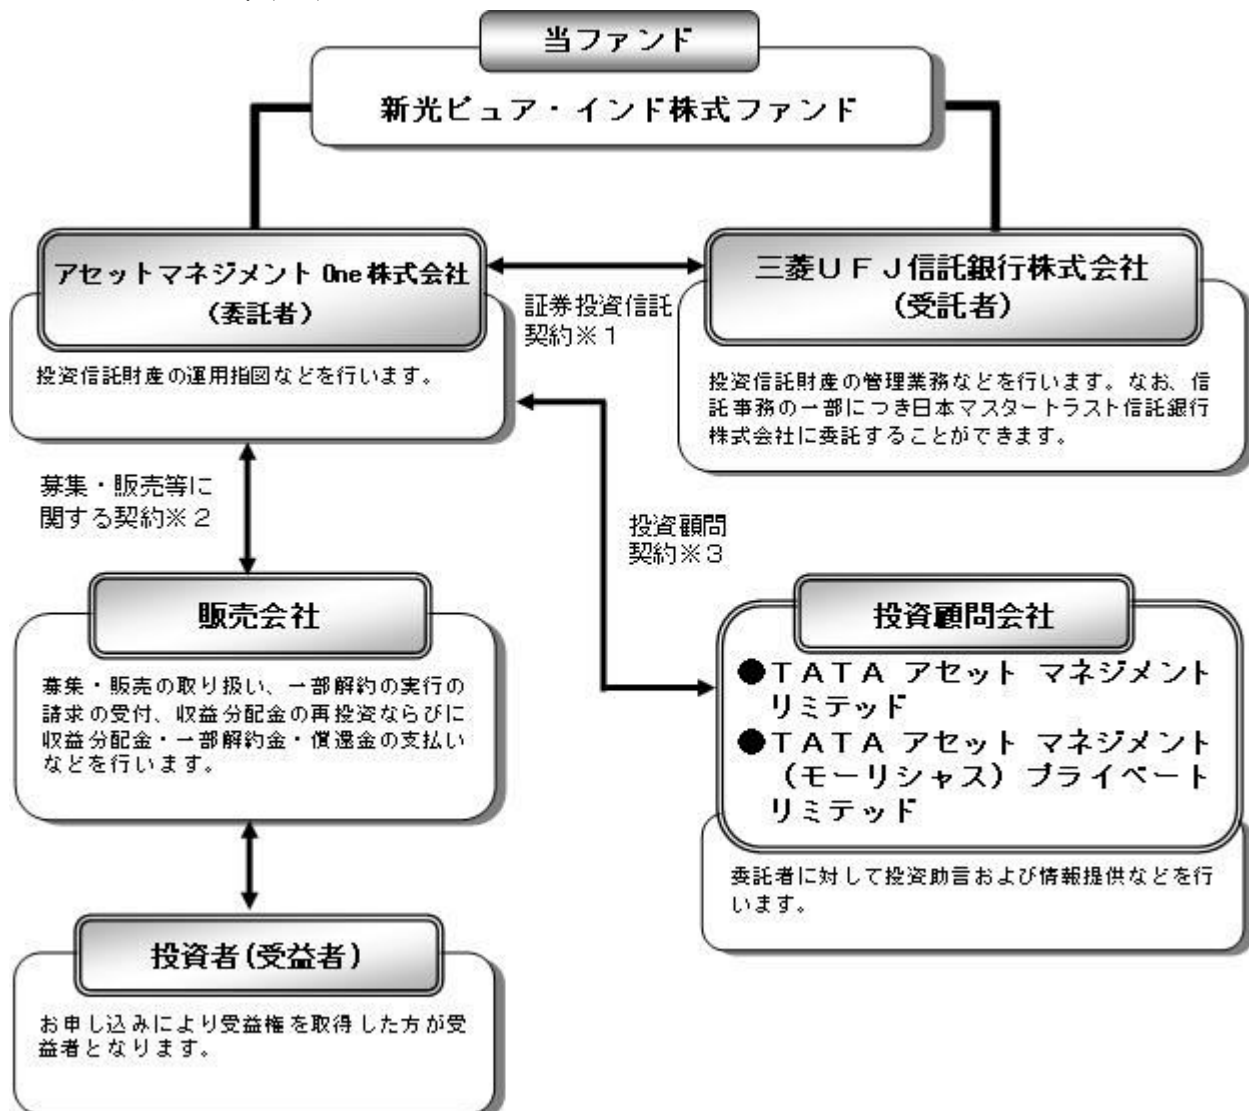 当ファンド
新光ピュア・インド株式ファンド
アセットマネジメント One 株式会社
(委託者)
投資信託財産の運用指図などを行います。
証券投資信託
契約※1
三菱UFJ信託銀行株式会社
(受託者)
投資信託財産の管理業務などを行います。なお、信
託事務の一部につき日本マスタートラスト信託銀行
株式会社に委託することができます。
募集・販売等に
関する契約※2
投資顧問
契約※3
販売会社
募集・販売の取り扱い、一部解約の実行の
請求の受付、収益分配金の再投資ならびに
収益分配金・一部解約金・償還金の支払い
などを行います。
投資顧問会社
●TATA アセット マネジメント
リミテッド
●TATA アセット マネジメント
(モーリシャス) プライベート
リミテッド
委託者に対して投資助言および情報提供などを行
います。
投資者(受益者)
お申し込みにより受益権を取得した方が受
益者となります。